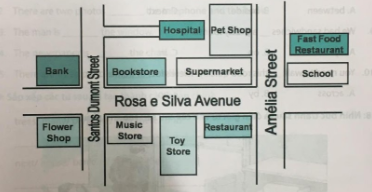 Hospital
Pet Shop
Fast Food
Restaurant
Bank
Santos Dumont Street
Bookstore
Supermarket
Amélia Street
School
Rosa e Silva Avenue
Flower
Shop
Music
Store
Toy
Store
Restaurant